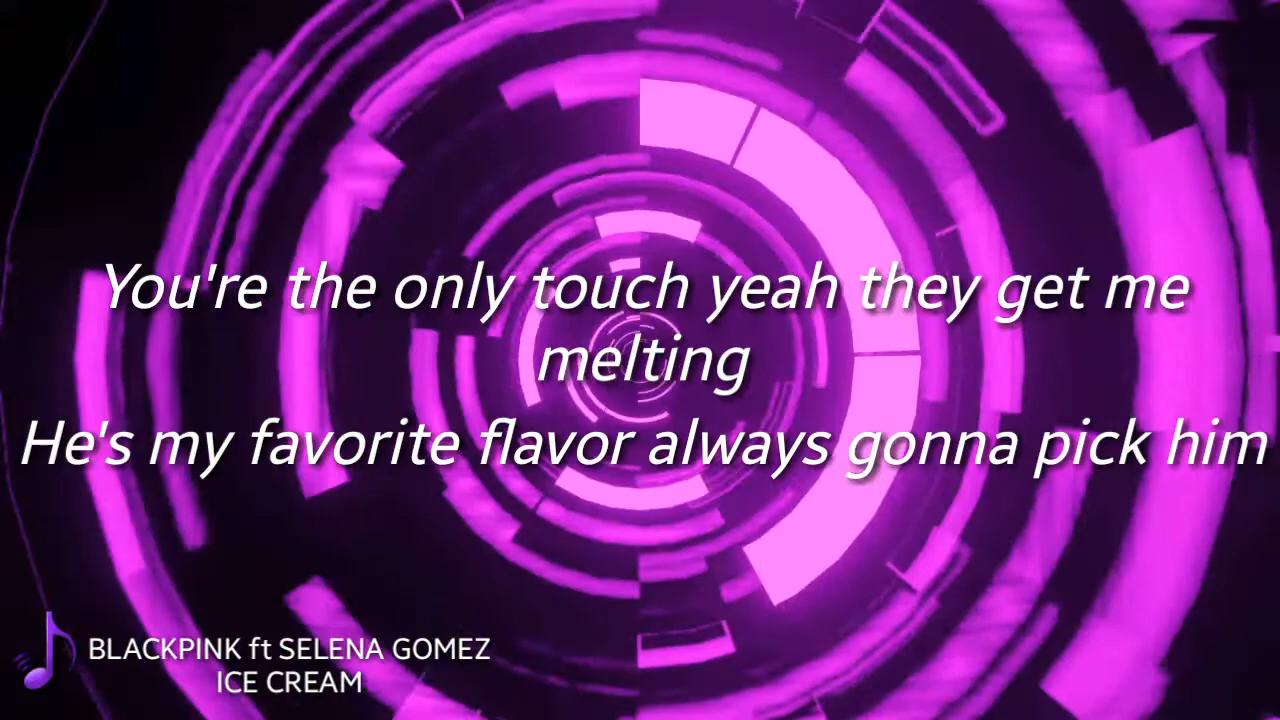 You're the only touch yeah they get me
melting
He's my favorite flavor always gonna pick him
BLACKPINK ft SELENA GOMEZ
ICE CREAM